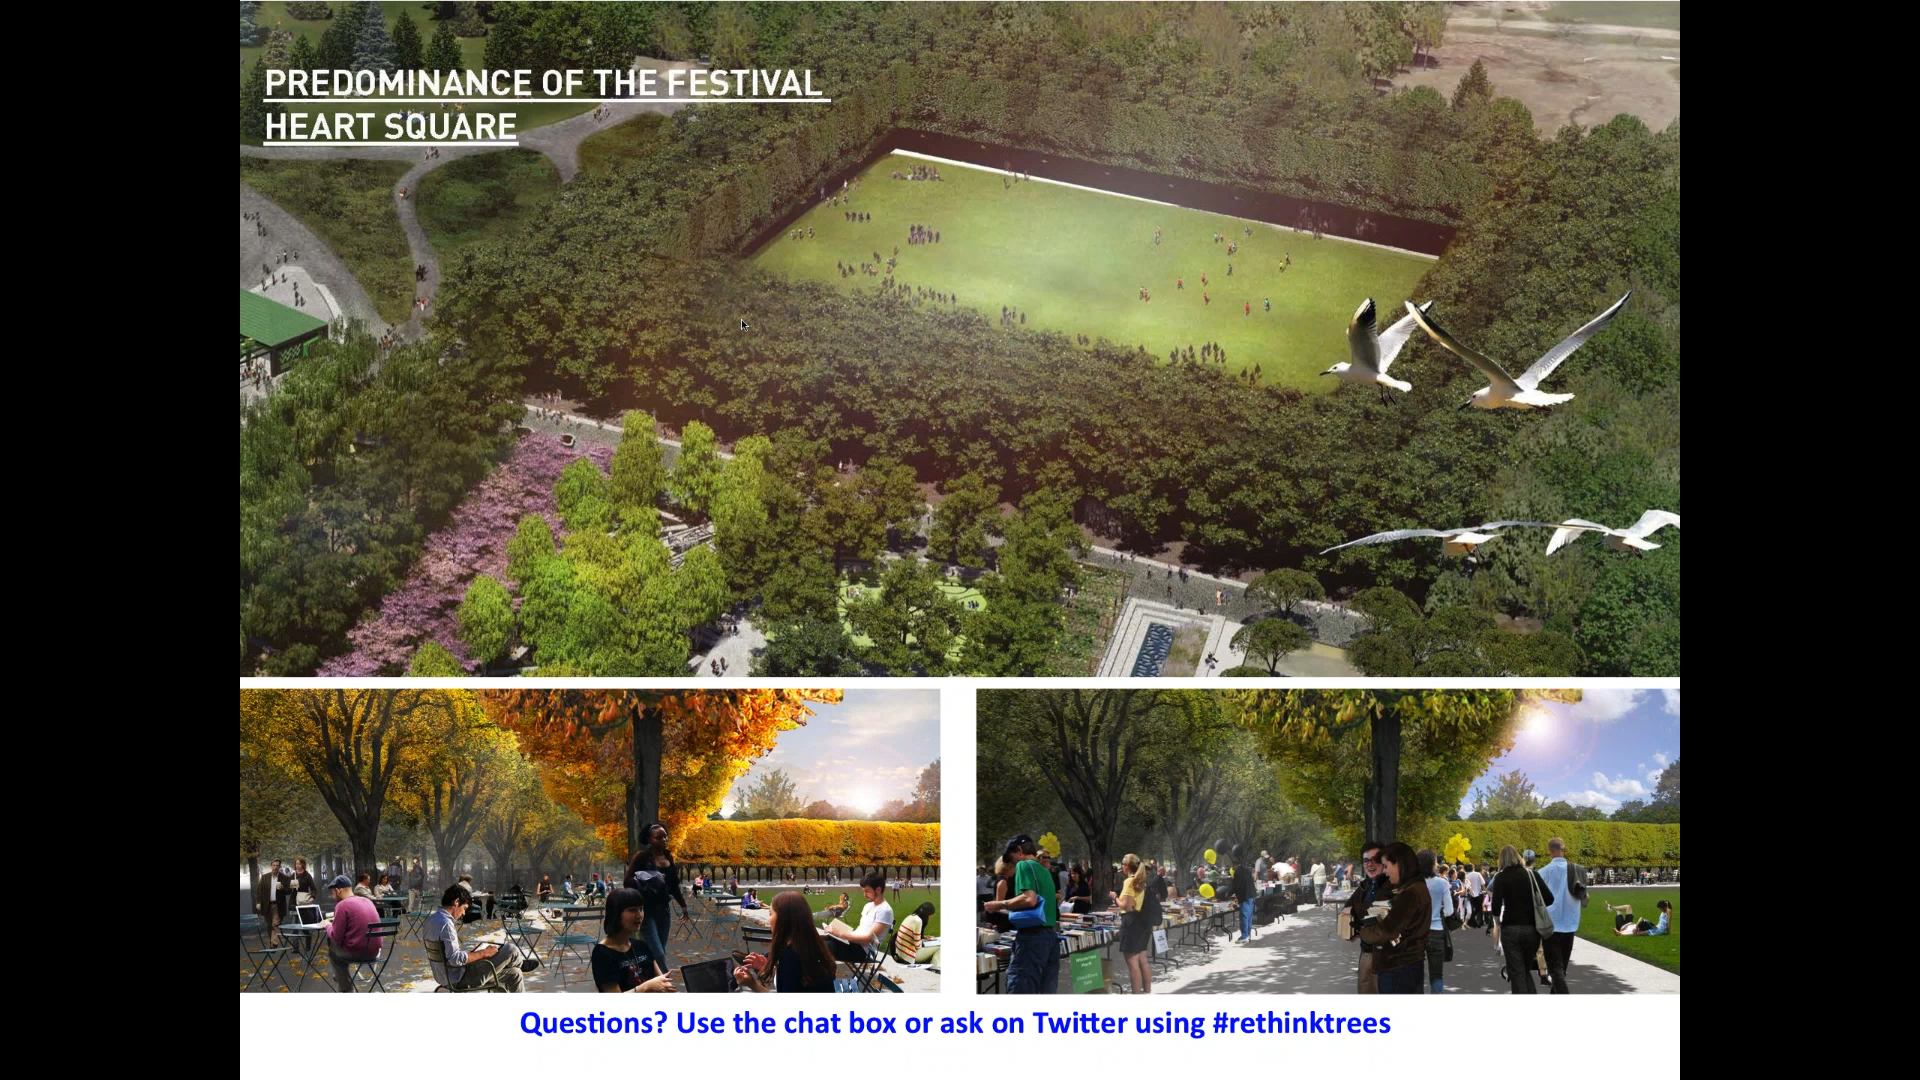 PREDOMINANCE OF THE FESTIVAL
HEART SQUARE
Questions? Use the chat box or ask on Twitter using #rethinktrees